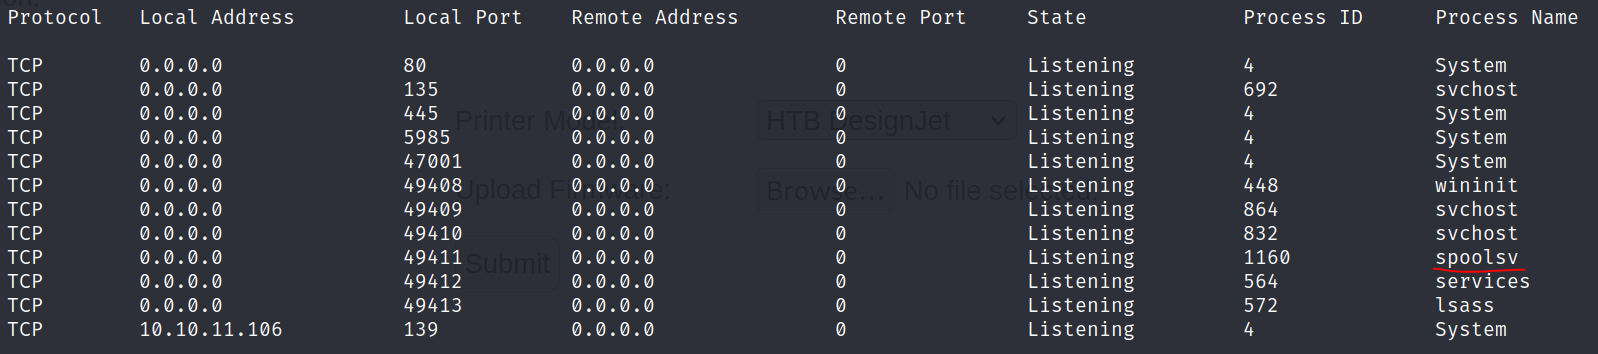 Protocol Local Address Local Port Remote Address Remote Port State Process ID Process Name
TCP 0.0.0.0 80 0.0.0.0 0 Listening 4 System
TCP 0.0.0.0 135 0.0.0.0 0 Listening 692 svchost
TCP 0.0.0.0 445 0.0.0.0 0 Listening 4 System
Printer Model: HTB DesignJet
TCP 0.0.0.0 5985 0.0.0.0 0 Listening 4 System
TCP 0.0.0.0 47001 0.0.0.0 0 Listening 4 System
TCP 0.0.0.0 49408 0.0.0.0 0 Listening 448 wininit
Upload Firmware: Browse... No file selected.
TCP 0.0.0.0 49409 0.0.0.0 0 Listening 864 svchost
TCP 0.0.0.0 49410 0.0.0.0 0 Listening 832 svchost
TCP 0.0.0.0 49411 0.0.0.0 0 Listening 1160 spoolsv
Submit
TCP 0.0.0.0 49412 0.0.0.0 0 Listening 564 services
TCP 0.0.0.0 49413 0.0.0.0 0 Listening 572 lsass
TCP 10.10.11.106 139 0.0.0.0 0 Listening 4 System